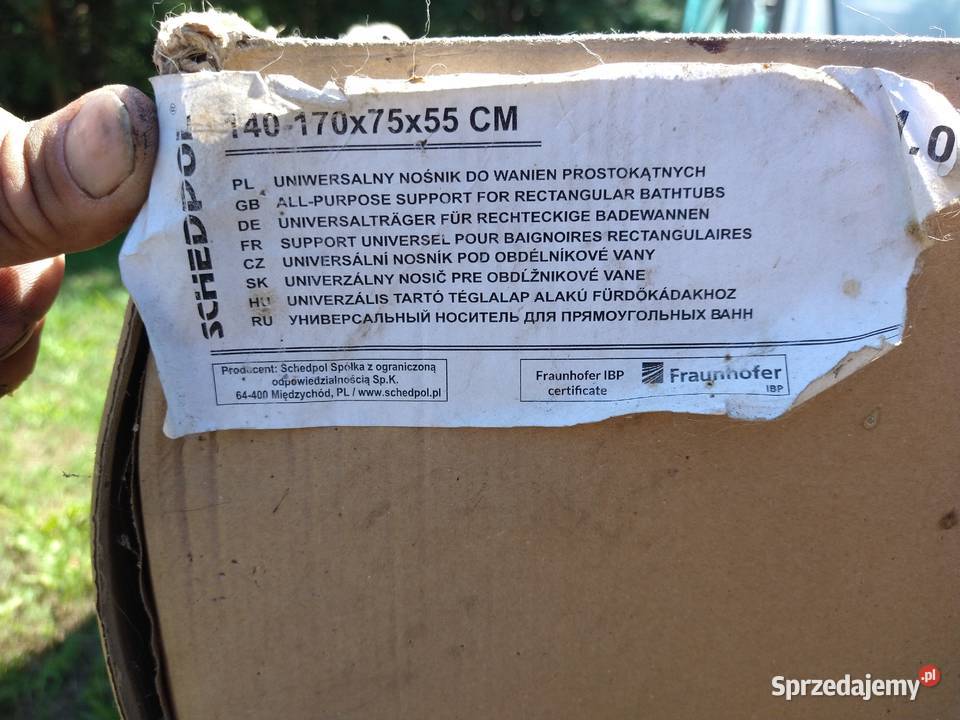 SCHEDPOL®
140-170x75x55 CM
1.0
PL UNIWERSALNY NOŚNIK DO WANIEN PROSTOKĄTNYCH
GB ALL-PURPOSE SUPPORT FOR RECTANGULAR BATHTUBS
DE UNIVERSALTRÄGER FÜR RECHTECKIGE BADEWANNEN
FR SUPPORT UNIVERSEL POUR BAIGNOIRES RECTANGULAIRES
CZ UNIVERSÁLNÍ NOSNÍK POD OBDÉLNÍKOVÉ VANY
SK UNIVERZÁLNY NOSIČ PRE OBDĹŽNIKOVÉ VANE
HU UNIVERZÁLIS TARTÓ TÉGLALAP ALAKÚ FÜRDŐKÁDAKHOZ
RU УНИВЕРСАЛЬНЫЙ НОСИТЕЛЬ ДЛЯ ПРЯМОУГОЛЬНЫХ ВАНН
Producent: Schedpol Spółka z ograniczoną
odpowiedzialnością Sp.K.
64-400 Międzychód, PL / www.schedpol.pl
Fraunhofer IBP
certificate
Fraunhofer
IBP
Sprzedajemy.pl